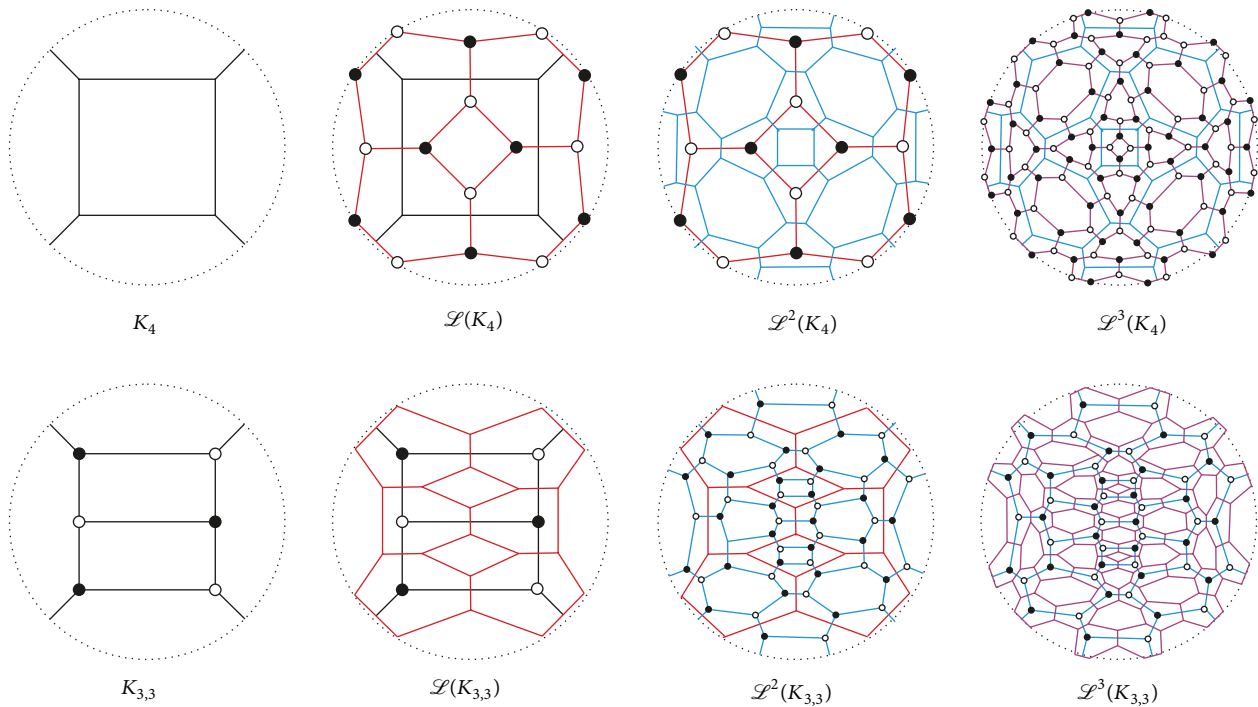 K₄ ℒ(K₄) ℒ²(K₄) ℒ³(K₄)
K₃,₃ ℒ(K₃,₃) ℒ²(K₃,₃) ℒ³(K₃,₃)